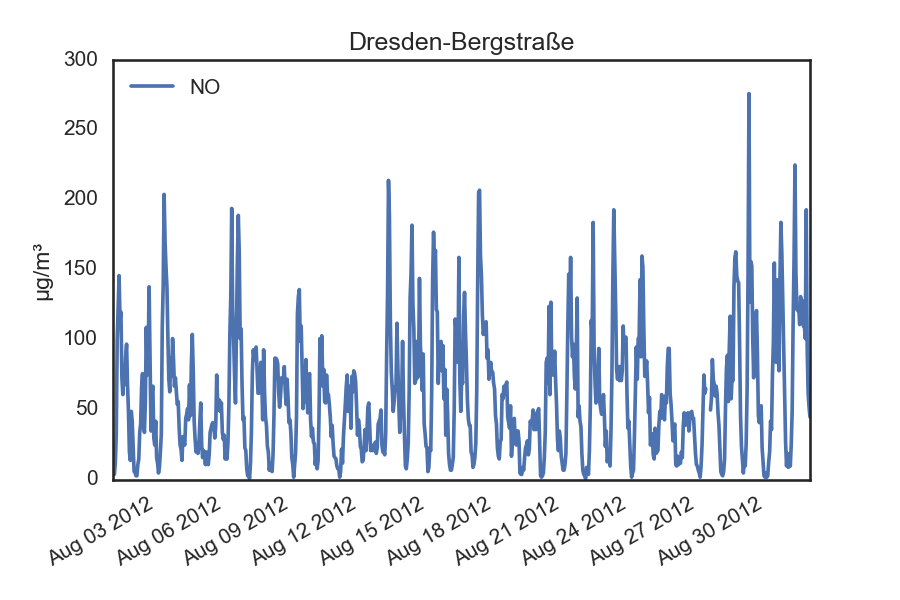 Dresden-Bergstraße
300
250
200
150
100
50
0
µg/m³
NO
Aug 03 2012
Aug 06 2012
Aug 09 2012
Aug 12 2012
Aug 15 2012
Aug 18 2012
Aug 21 2012
Aug 24 2012
Aug 27 2012
Aug 30 2012